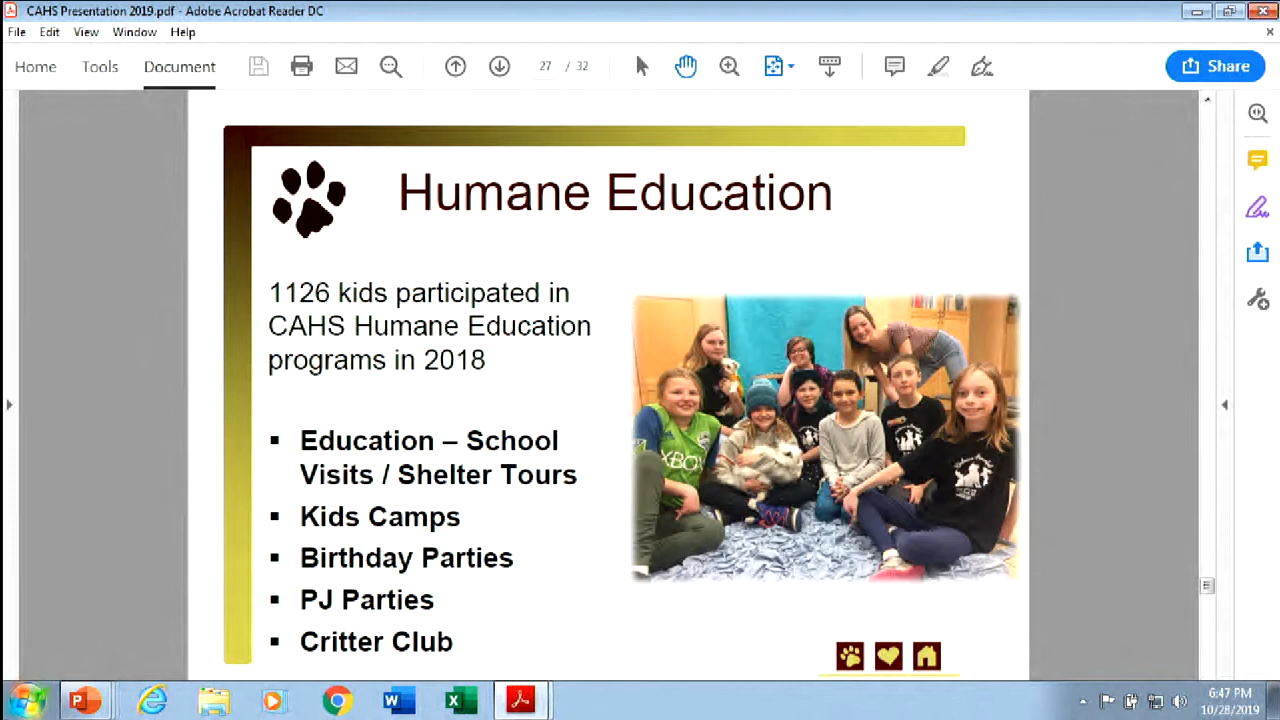 CAHS Presentation 2019.pdf - Adobe Acrobat Reader DC
File Edit View Window Help
Home Tools Document 27 / 32 Share
Humane Education
1126 kids participated in
CAHS Humane Education
programs in 2018
▪ Education – School
Visits / Shelter Tours
▪ Kids Camps
▪ Birthday Parties
▪ PJ Parties
▪ Critter Club
XBOX
6:47 PM
10/28/2019